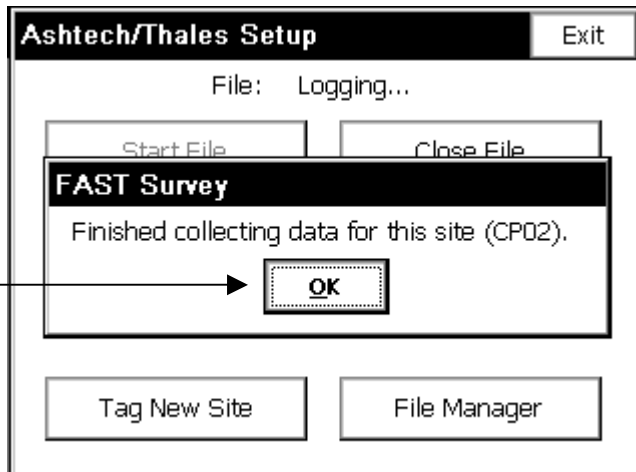 Ashtech/Thales Setup Exit
File: Logging...
Start File Close File
FAST Survey
Finished collecting data for this site (CP02).
OK
Tag New Site File Manager